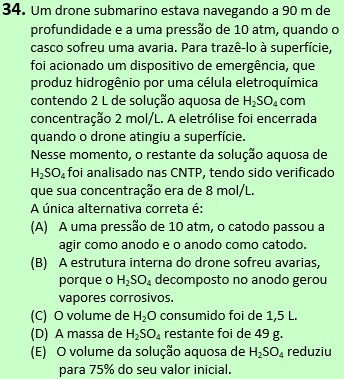 34. Um drone submarino estava navegando a 90 m de
profundidade e a uma pressão de 10 atm, quando o
casco sofreu uma avaria. Para trazê-lo à superfície,
foi acionado um dispositivo de emergência, que
produz hidrogênio por uma célula eletroquímica
contendo 2 L de solução aquosa de H₂SO₄ com
concentração 2 mol/L. A eletrólise foi encerrada
quando o drone atingiu a superfície.
Nesse momento, o restante da solução aquosa de
H₂SO₄ foi analisado nas CNTP, tendo sido verificado
que sua concentração era de 8 mol/L.
A única alternativa correta é:
(A) A uma pressão de 10 atm, o catodo passou a
agir como anodo e o anodo como catodo.
(B) A estrutura interna do drone sofreu avarias,
porque o H₂SO₄ decomposto no anodo gerou
vapores corrosivos.
(C) O volume de H₂O consumido foi de 1,5 L.
(D) A massa de H₂SO₄ restante foi de 49 g.
(E) O volume da solução aquosa de H₂SO₄ reduziu
para 75% do seu valor inicial.